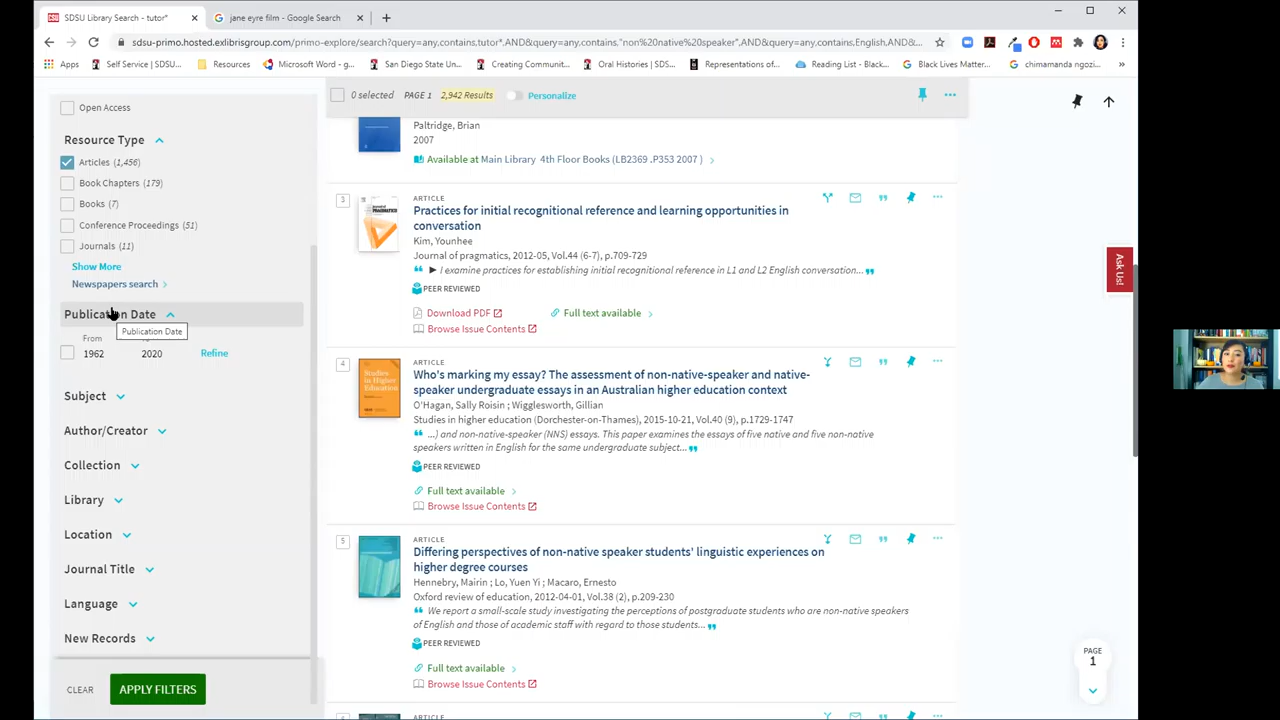 SDSU Library Search - tutor*
jane eyre film - Google Search
sdsu-primo.hosted.exlibrisgroup.com/primo-explore/search?query=any,contains,tutor*,AND&query=any,contains,"non%20native%20speaker",AND&query=any,contains,English,AND&...
Apps
Self Service | SDSU...
Resources
Microsoft Word - g...
San Diego State Un...
Creating Communit...
Oral Histories | SDS...
Representations of...
Reading List - Black...
Black Lives Matter...
chimamanda ngozi...
»
Open Access
Resource Type
Articles (1,456)
Book Chapters (179)
Books (7)
Conference Proceedings (51)
Journals (11)
Show More
Newspapers search
Publication Date
Publication Date
From
1962
2020
Refine
Subject
Author/Creator
Collection
Library
Location
Journal Title
Language
New Records
CLEAR
APPLY FILTERS
0 selected PAGE 1 2,942 Results Personalize
Paltridge, Brian
2007
Available at Main Library 4th Floor Books (LB2369 .P353 2007 )
3
ARTICLE
Practices for initial recognitional reference and learning opportunities in
conversation
Kim, Younhee
Journal of pragmatics, 2012-05, Vol.44 (6-7), p.709-729
► I examine practices for establishing initial recognitional reference in L1 and L2 English conversation...
PEER REVIEWED
Download PDF
Full text available
Browse Issue Contents
4
ARTICLE
Who's marking my essay? The assessment of non-native-speaker and native-
speaker undergraduate essays in an Australian higher education context
O'Hagan, Sally Roisin ; Wigglesworth, Gillian
Studies in higher education (Dorchester-on-Thames), 2015-10-21, Vol.40 (9), p.1729-1747
...) and non-native-speaker (NNS) essays. This paper examines the essays of five native and five non-native
speakers written in English for the same undergraduate subject...
PEER REVIEWED
Full text available
Browse Issue Contents
5
ARTICLE
Differing perspectives of non-native speaker students' linguistic experiences on
higher degree courses
Hennebry, Mairin ; Lo, Yuen Yi ; Macaro, Ernesto
Oxford review of education, 2012-04-01, Vol.38 (2), p.209-230
We report a small-scale study investigating the perceptions of postgraduate students who are non-native speakers
of English and those of academic staff with regard to those students...
PEER REVIEWED
Full text available
Browse Issue Contents
Ask Us!
PAGE
1